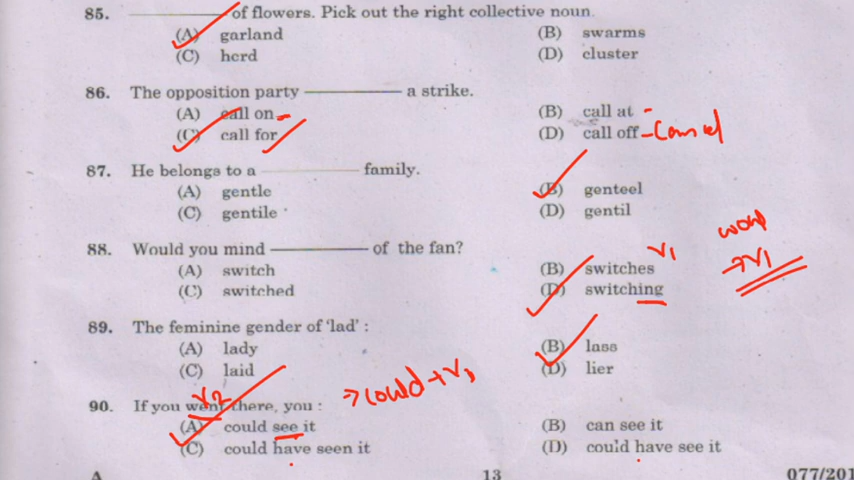 85. ________ of flowers. Pick out the right collective noun.
(A) garland (B) swarms
(C) herd (D) cluster
86. The opposition party ________ a strike.
(A) call on (B) call at
(C) call for (D) call off – Cancel
87. He belongs to a ________ family.
(A) gentle (B) genteel
(C) gentile (D) gentil
88. Would you mind ________ of the fan?
(A) switch (B) switches V1
(C) switched (D) switching
→V1
89. The feminine gender of 'lad' :
(A) lady (B) lass
(C) laid (D) lier
V2 → could + V1
90. If you went there, you :
(A) could see it (B) can see it
(C) could have seen it (D) could have see it
A 13 077/201